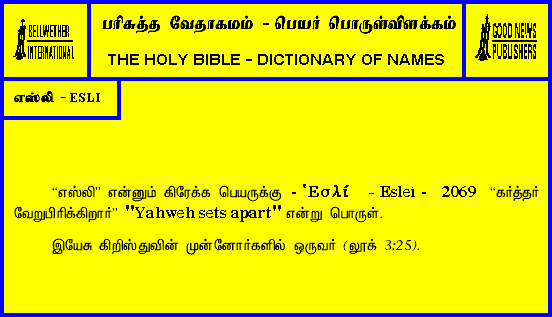 BELLWETHER
INTERNATIONAL
பரிசுத்த வேதாகமம் - பெயர் பொருள்விளக்கம்
THE HOLY BIBLE - DICTIONARY OF NAMES
GOOD NEWS
PUBLISHERS
எஸ்லி - ESLI
“எஸ்லி” என்னும் கிரேக்க பெயருக்கு - Ἑσλί - Eslei - 2069 “கர்த்தர்
வேறுபிரிக்கிறார்” "Yahweh sets apart" என்று பொருள்.
இயேசு கிறிஸ்துவின் முன்னோர்களில் ஒருவர் (லூக் 3:25).